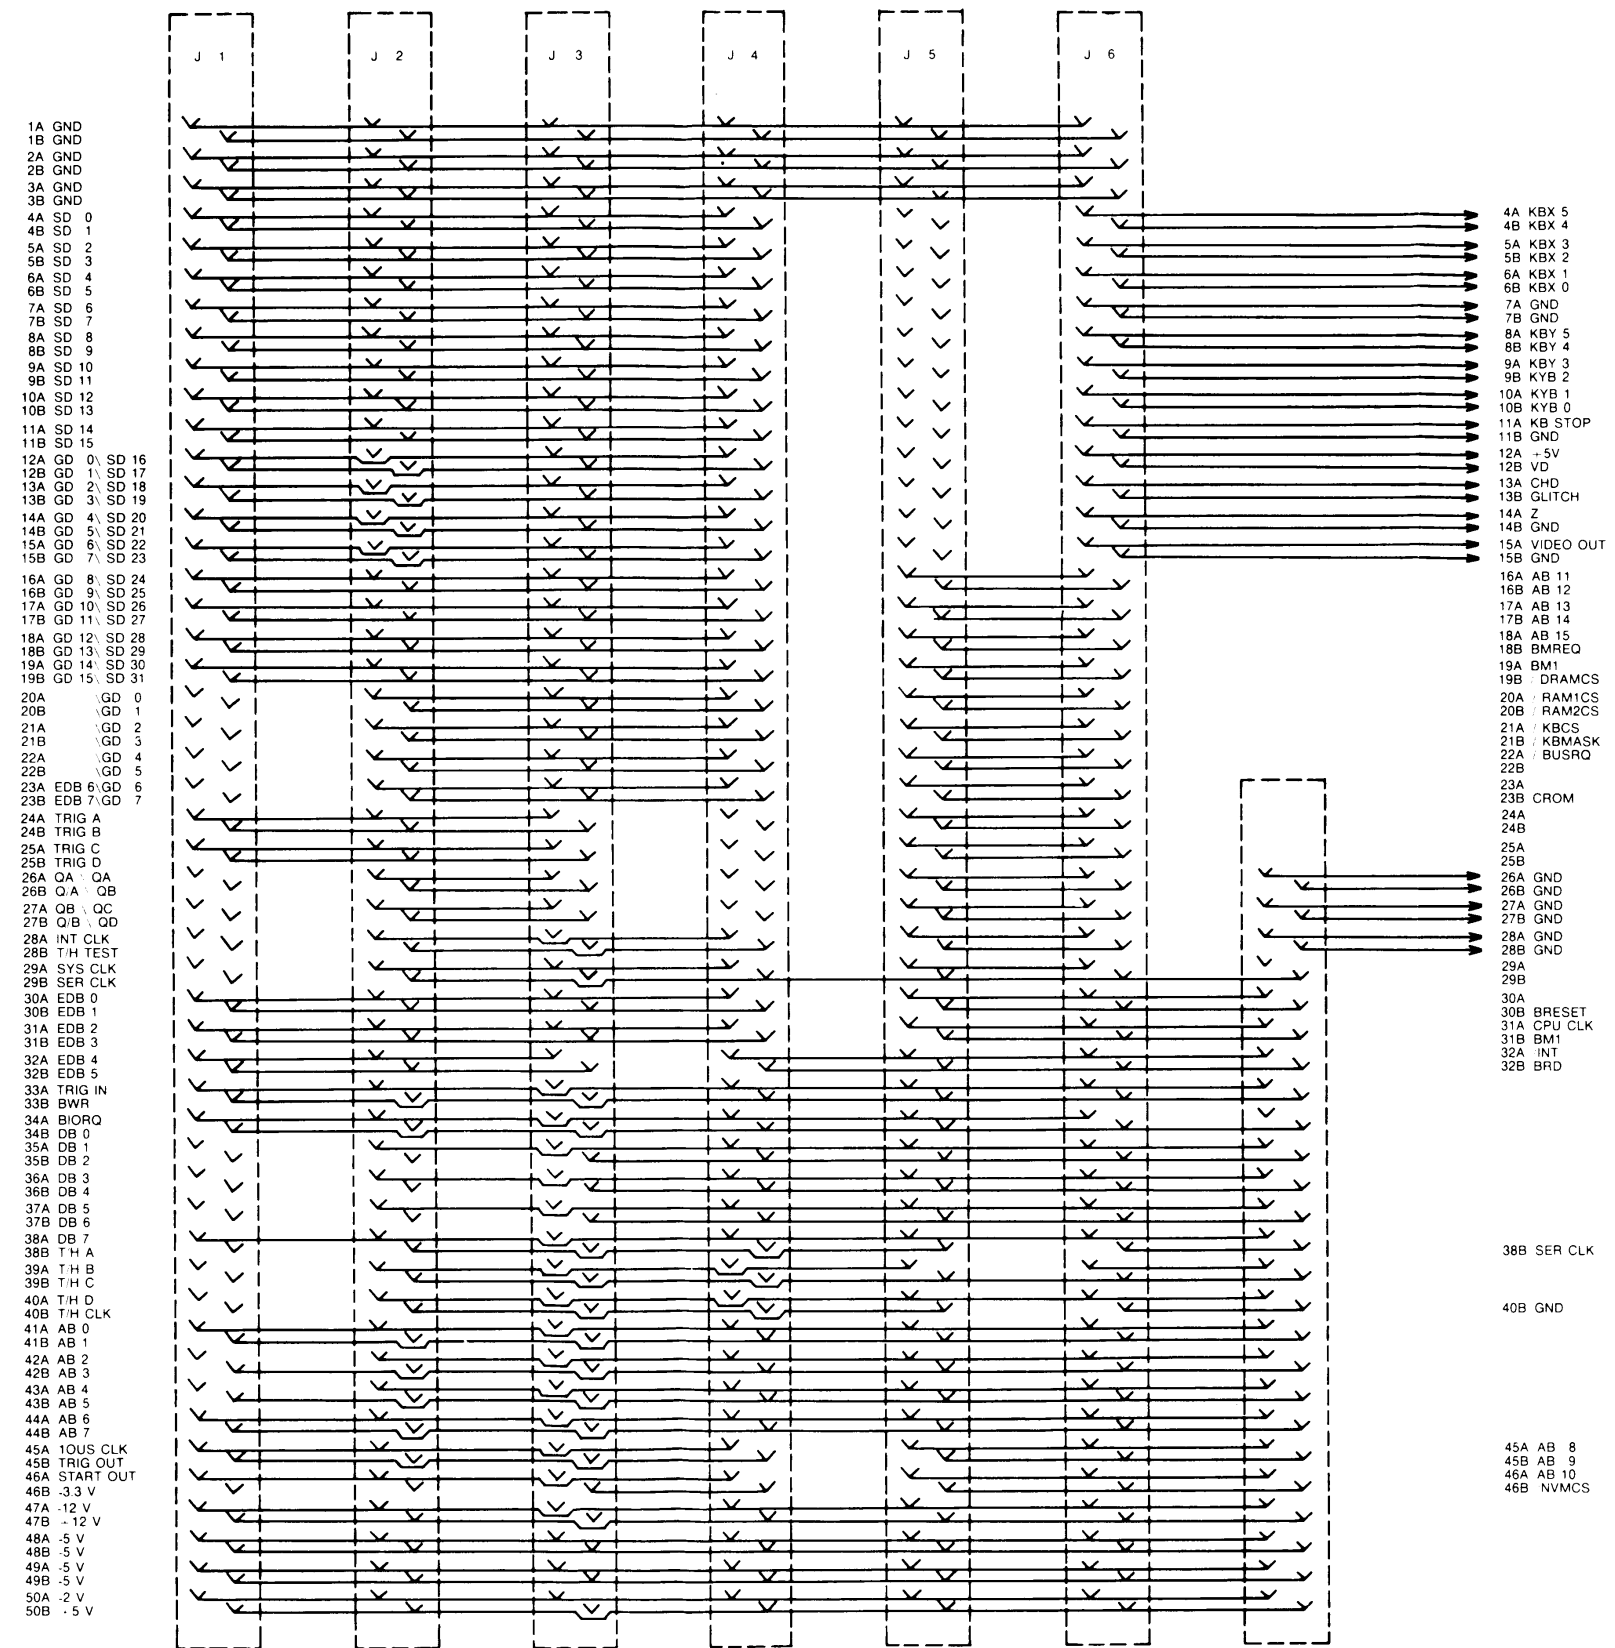 J 1
J 2
J 3
J 4
J 5
J 6
1A GND
1B GND
2A GND
2B GND
3A GND
3B GND
4A SD 0
4B SD 1
5A SD 2
5B SD 3
6A SD 4
6B SD 5
7A SD 6
7B SD 7
8A SD 8
8B SD 9
9A SD 10
9B SD 11
10A SD 12
10B SD 13
11A SD 14
11B SD 15
12A GD 0\ SD 16
12B GD 1\ SD 17
13A GD 2\ SD 18
13B GD 3\ SD 19
14A GD 4\ SD 20
14B GD 5\ SD 21
15A GD 6\ SD 22
15B GD 7\ SD 23
16A GD 8\ SD 24
16B GD 9\ SD 25
17A GD 10\ SD 26
17B GD 11\ SD 27
18A GD 12\ SD 28
18B GD 13\ SD 29
19A GD 14\ SD 30
19B GD 15\ SD 31
20A \GD 0
20B \GD 1
21A \GD 2
21B \GD 3
22A \GD 4
22B \GD 5
23A EDB 6\GD 6
23B EDB 7\GD 7
24A TRIG A
24B TRIG B
25A TRIG C
25B TRIG D
26A QA \ QA
26B Q/A \ QB
27A QB \ QC
27B Q/B \ QD
28A INT CLK
28B T/H TEST
29A SYS CLK
29B SER CLK
30A EDB 0
30B EDB 1
31A EDB 2
31B EDB 3
32A EDB 4
32B EDB 5
33A TRIG IN
33B BWR
34A BIORQ
34B DB 0
35A DB 1
35B DB 2
36A DB 3
36B DB 4
37A DB 5
37B DB 6
38A DB 7
38B T/H A
39A T/H B
39B T/H C
40A T/H D
40B T/H CLK
41A AB 0
41B AB 1
42A AB 2
42B AB 3
43A AB 4
43B AB 5
44A AB 6
44B AB 7
45A 1OUS CLK
45B TRIG OUT
46A START OUT
46B -3.3 V
47A -12 V
47B +12 V
48A -5 V
48B -5 V
49A -5 V
49B -5 V
50A -2 V
50B 5 V
4A KBX 5
4B KBX 4
5A KBX 3
5B KBX 2
6A KBX 1
6B KBX 0
7A GND
7B GND
8A KBY 5
8B KBY 4
9A KBY 3
9B KYB 2
10A KYB 1
10B KYB 0
11A KB STOP
11B GND
12A +5V
12B VD
13A CHD
13B GLITCH
14A Z
14B GND
15A VIDEO OUT
15B GND
16A AB 11
16B AB 12
17A AB 13
17B AB 14
18A AB 15
18B BMREQ
19A BM1
19B / DRAMCS
20A / RAM1CS
20B / RAM2CS
21A / KBCS
21B / KBMASK
22A / BUSRQ
22B
23A
23B CROM
24A
24B
25A
25B
26A GND
26B GND
27A GND
27B GND
28A GND
28B GND
29A
29B
30A
30B BRESET
31A CPU CLK
31B BM1
32A INT
32B BRD
38B SER CLK
40B GND
45A AB 8
45B AB 9
46A AB 10
46B NVMCS